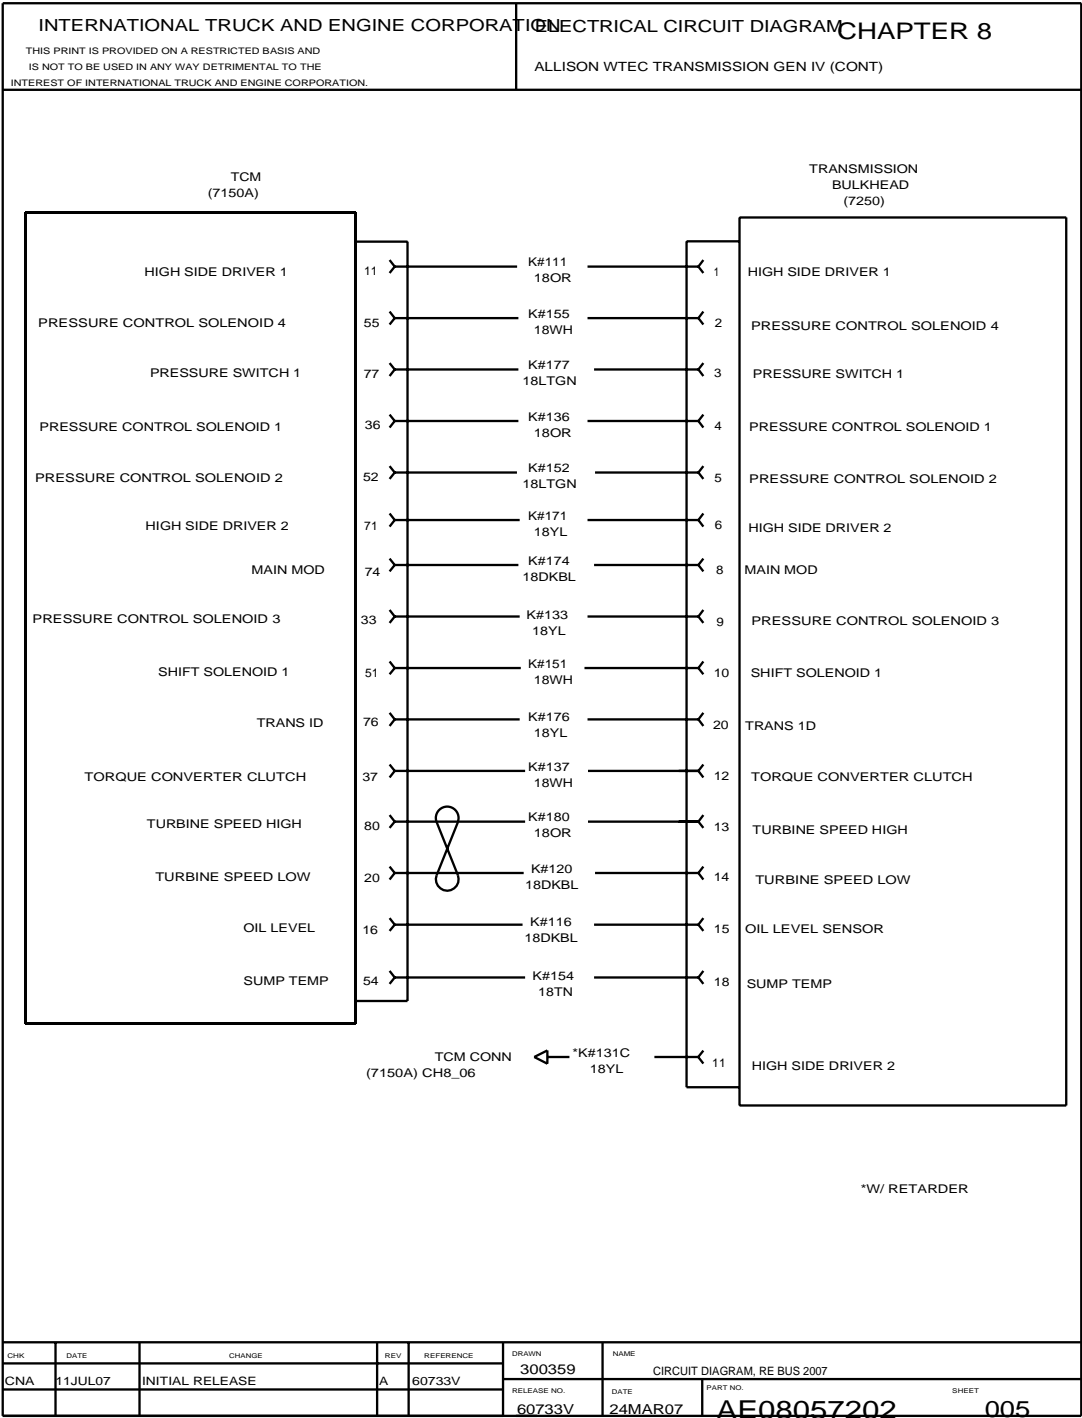 INTERNATIONAL TRUCK AND ENGINE CORPORATION
THIS PRINT IS PROVIDED ON A RESTRICTED BASIS AND
IS NOT TO BE USED IN ANY WAY DETRIMENTAL TO THE
INTEREST OF INTERNATIONAL TRUCK AND ENGINE CORPORATION.
ELECTRICAL CIRCUIT DIAGRAM
CHAPTER 8
ALLISON WTEC TRANSMISSION GEN IV (CONT)
TCM
(7150A)
TRANSMISSION
BULKHEAD
(7250)
HIGH SIDE DRIVER 1 11 K#111 1 HIGH SIDE DRIVER 1
18OR
PRESSURE CONTROL SOLENOID 4 55 K#155 2 PRESSURE CONTROL SOLENOID 4
18WH
PRESSURE SWITCH 1 77 K#177 3 PRESSURE SWITCH 1
18LTGN
PRESSURE CONTROL SOLENOID 1 36 K#136 4 PRESSURE CONTROL SOLENOID 1
18OR
PRESSURE CONTROL SOLENOID 2 52 K#152 5 PRESSURE CONTROL SOLENOID 2
18LTGN
HIGH SIDE DRIVER 2 71 K#171 6 HIGH SIDE DRIVER 2
18YL
MAIN MOD 74 K#174 8 MAIN MOD
18DKBL
PRESSURE CONTROL SOLENOID 3 33 K#133 9 PRESSURE CONTROL SOLENOID 3
18YL
SHIFT SOLENOID 1 51 K#151 10 SHIFT SOLENOID 1
18WH
TRANS ID 76 K#176 20 TRANS 1D
18YL
TORQUE CONVERTER CLUTCH 37 K#137 12 TORQUE CONVERTER CLUTCH
18WH
TURBINE SPEED HIGH 80 K#180 13 TURBINE SPEED HIGH
18OR
TURBINE SPEED LOW 20 K#120 14 TURBINE SPEED LOW
18DKBL
OIL LEVEL 16 K#116 15 OIL LEVEL SENSOR
18DKBL
SUMP TEMP 54 K#154 18 SUMP TEMP
18TN
TCM CONN *K#131C 11 HIGH SIDE DRIVER 2
(7150A) CH8_06 18YL
*W/ RETARDER
CHK DATE CHANGE REV REFERENCE
CNA 11JUL07 INITIAL RELEASE A 60733V
DRAWN
300359
NAME
CIRCUIT DIAGRAM, RE BUS 2007
RELEASE NO.
60733V
DATE
24MAR07
PART NO.
AE08057202
SHEET
005